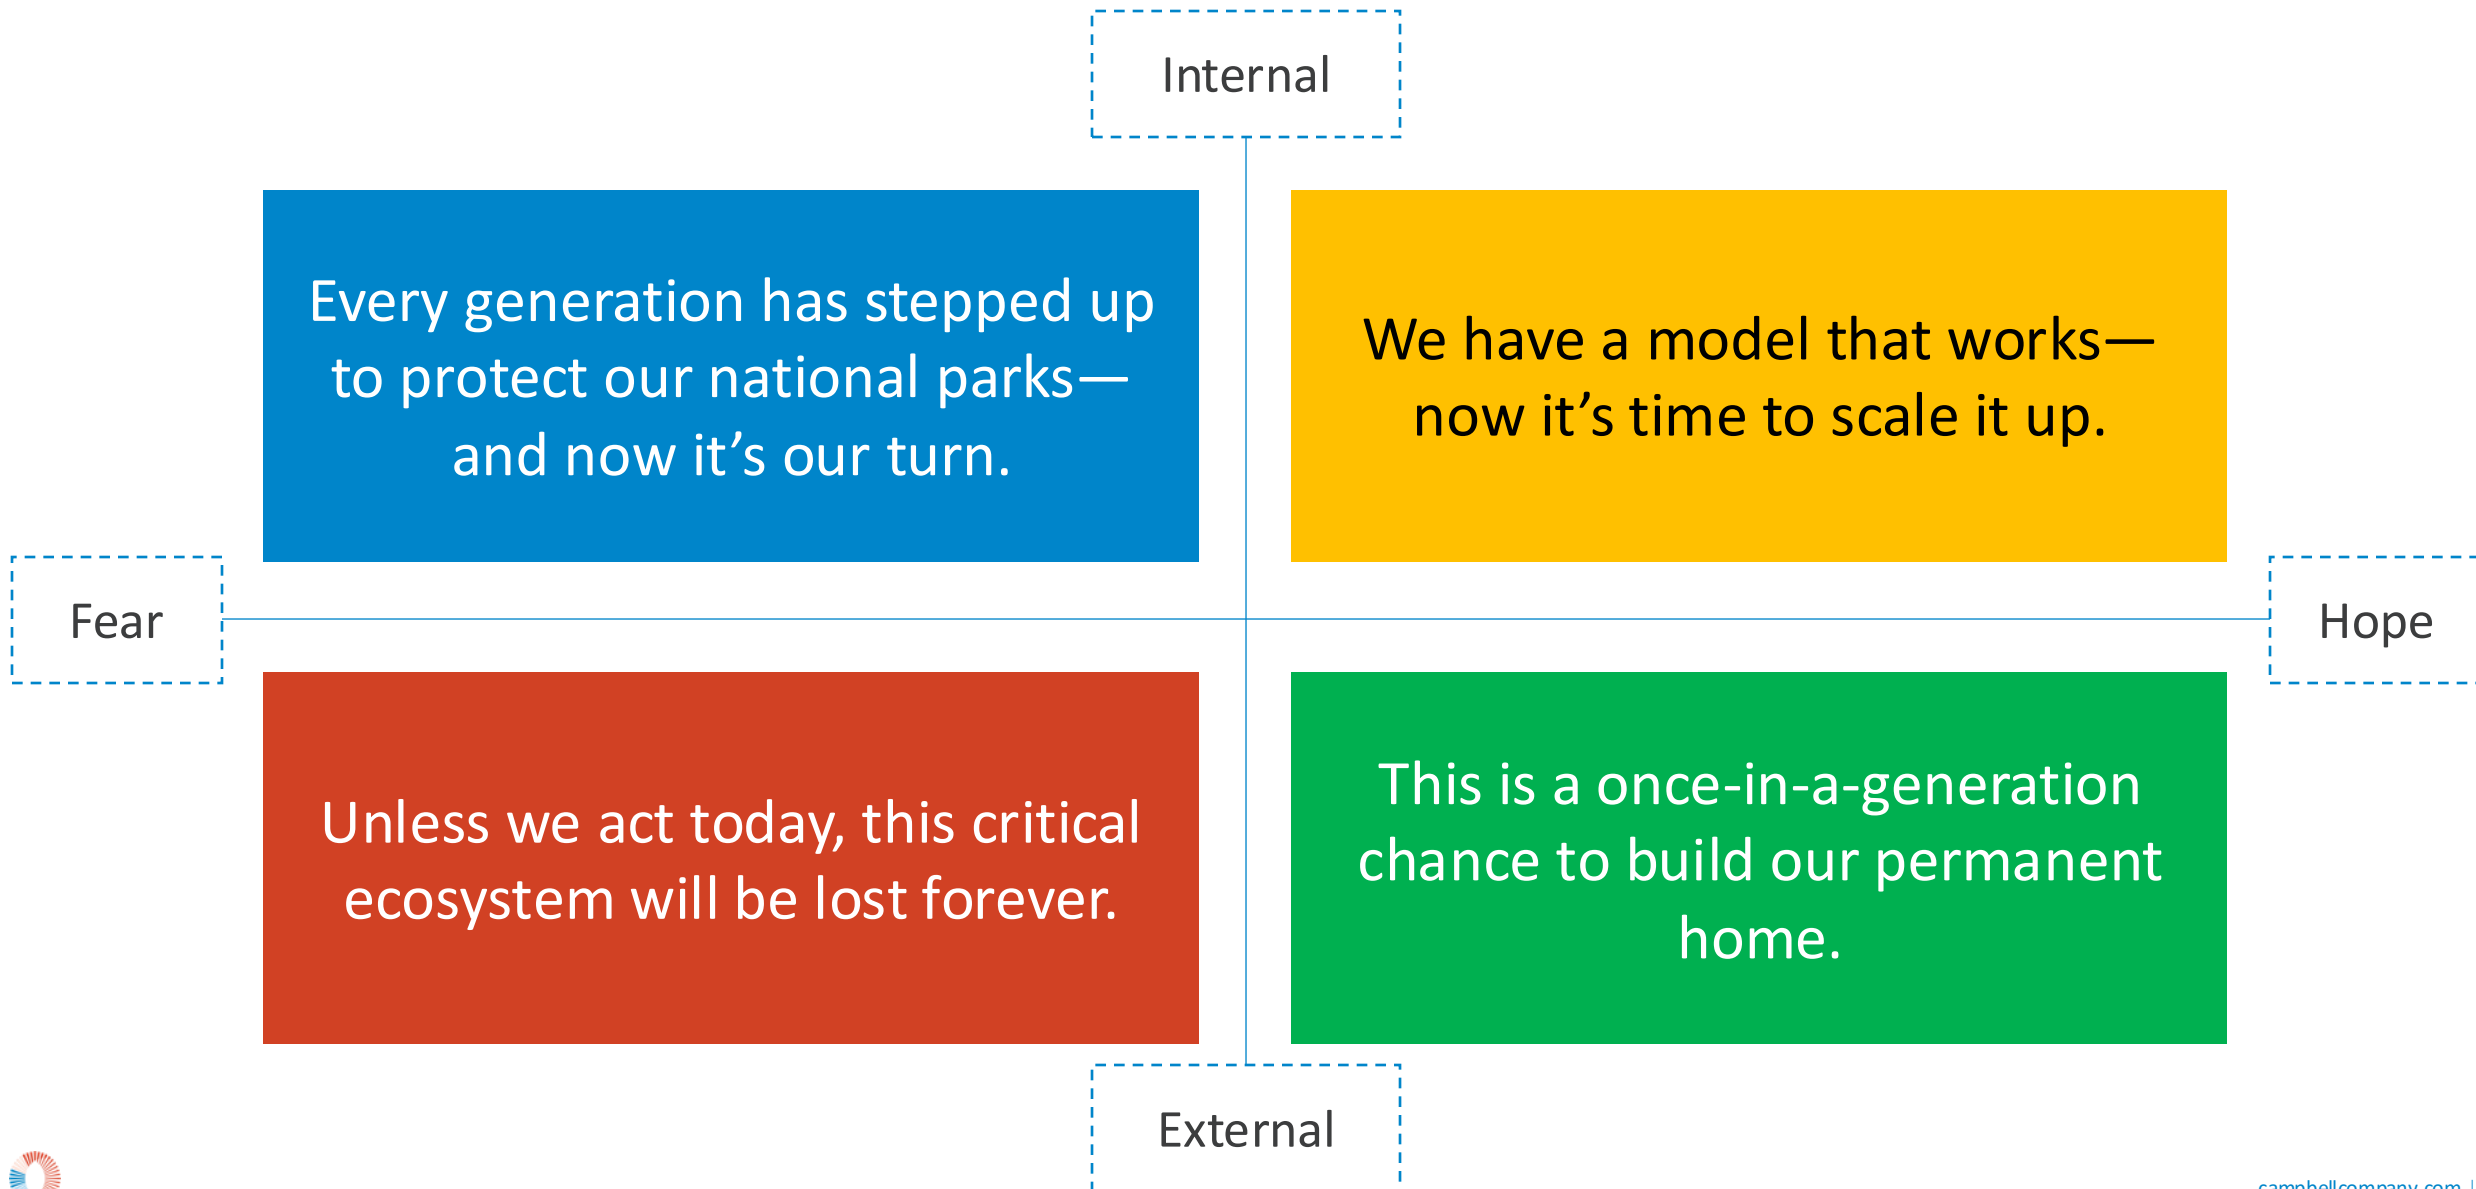 Internal
Every generation has stepped up
to protect our national parks—
and now it’s our turn.
We have a model that works—
now it’s time to scale it up.
Fear
Hope
Unless we act today, this critical
ecosystem will be lost forever.
This is a once-in-a-generation
chance to build our permanent
home.
External
campbellcompany.com |